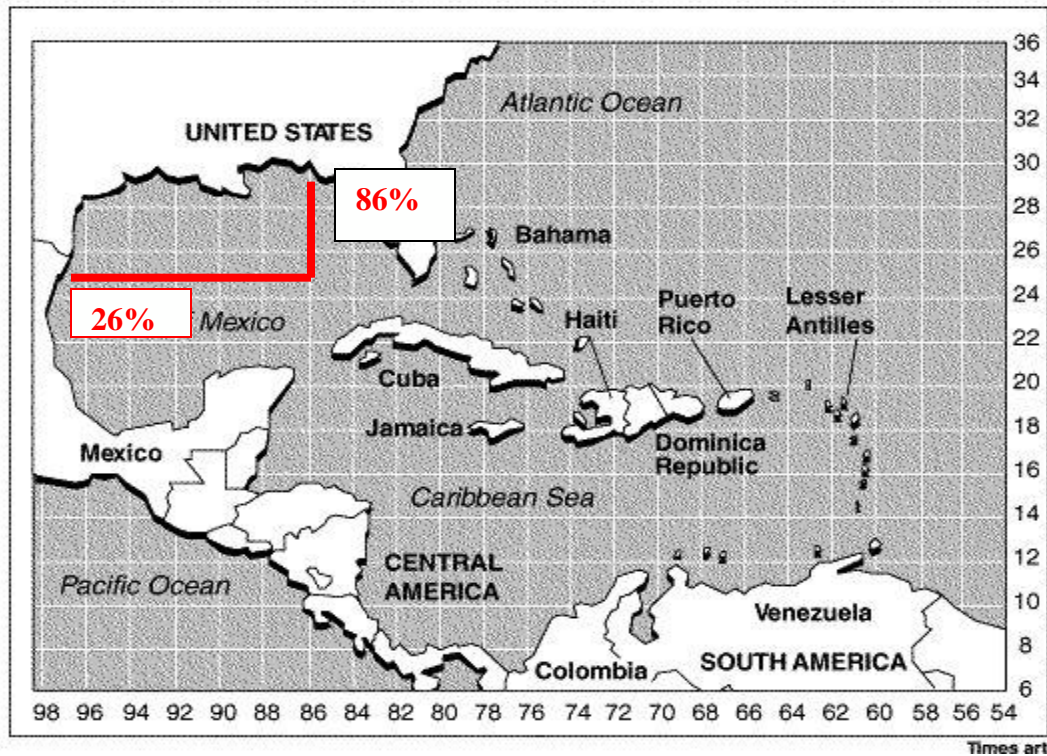 36
34
Atlantic Ocean
32
UNITED STATES
30
86%
28
Bahama
26
24
26%
Mexico
Haiti
Puerto
Rico
Lesser
Antilles
22
Cuba
20
Jamaica
18
Dominica
Republic
Mexico
16
Caribbean Sea
14
CENTRAL
AMERICA
12
Pacific Ocean
10
Venezuela
8
Colombia
SOUTH AMERICA
6
98 96 94 92 90 88 86 84 82 80 78 76 74 72 70 68 66 64 62 60 56 54
Times art